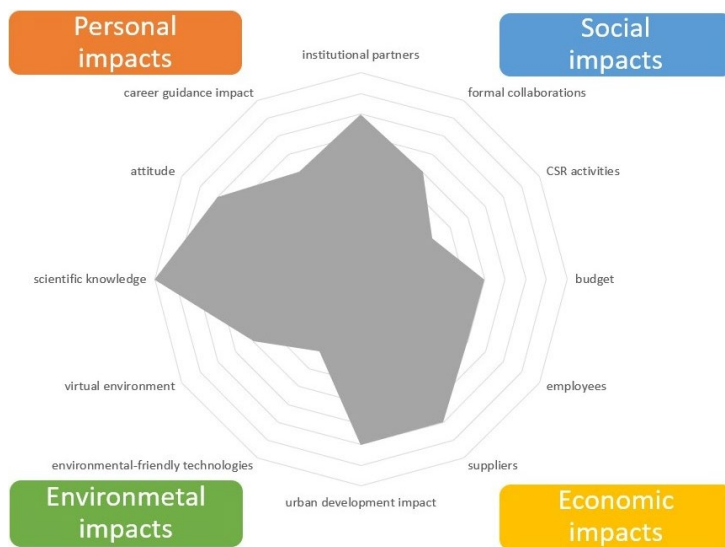 Personal
impacts
Social
impacts
institutional partners
career guidance impact
formal collaborations
attitude
CSR activities
scientific knowledge
budget
virtual environment
employees
environmental-friendly technologies
suppliers
urban development impact
Environmetal
impacts
Economic
impacts